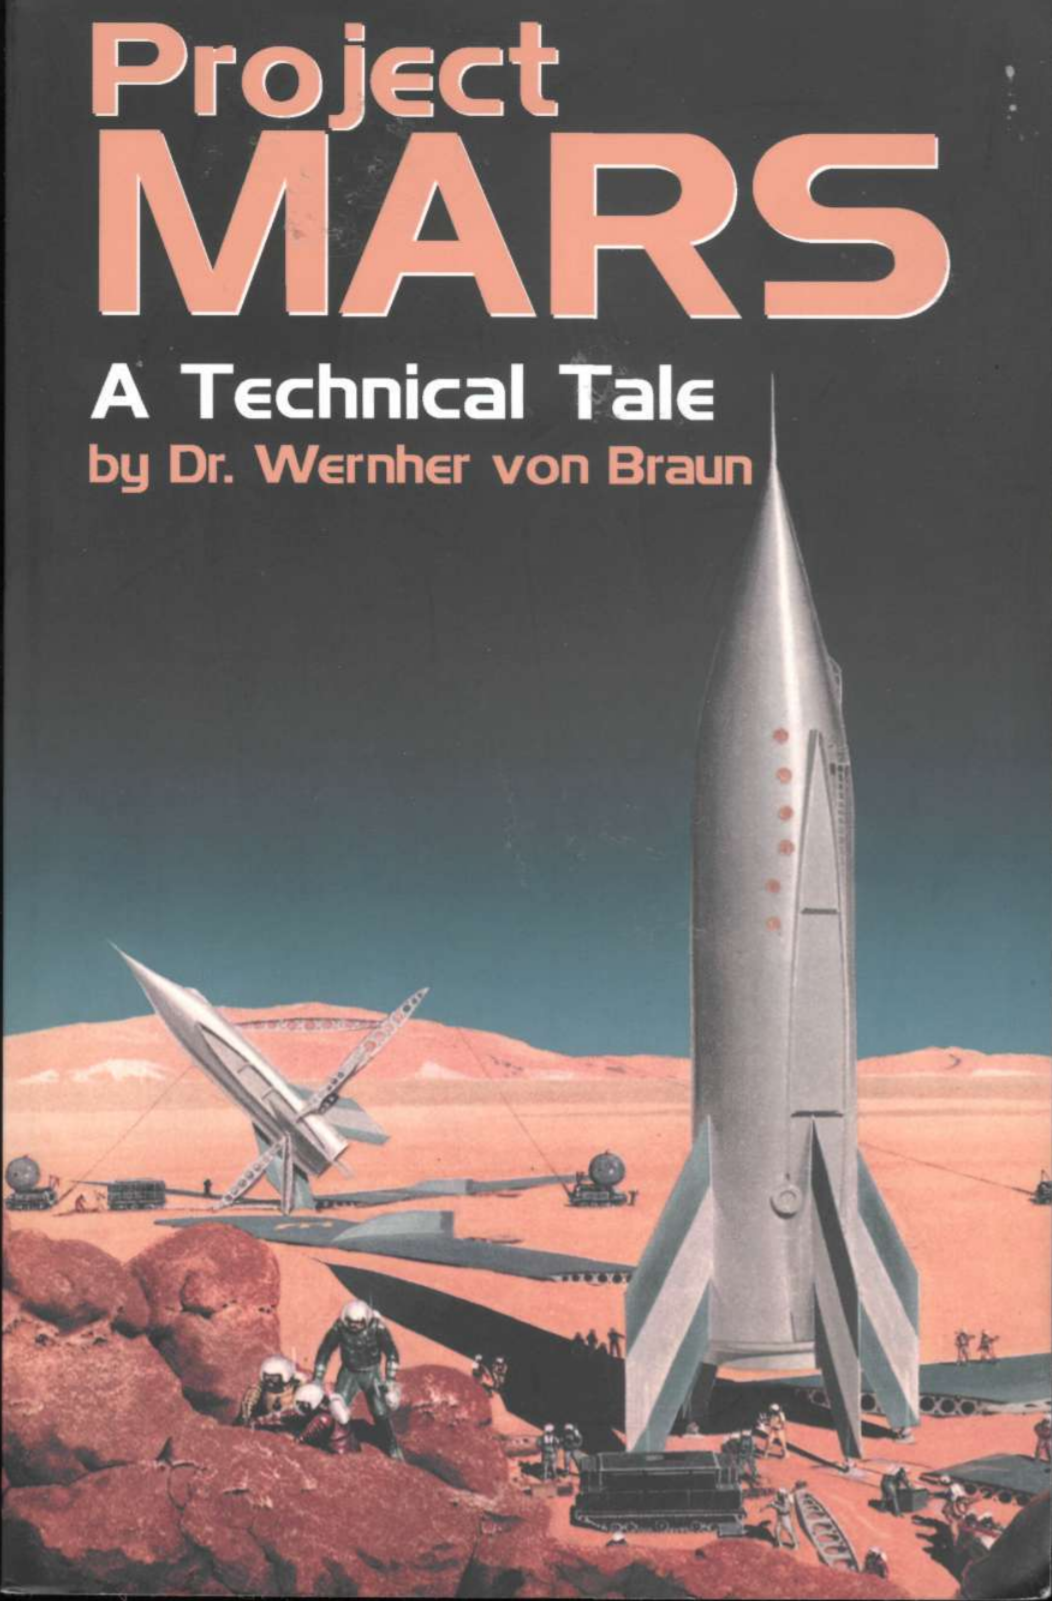 Project
MARS
A Technical Tale
by Dr. Wernher von Braun